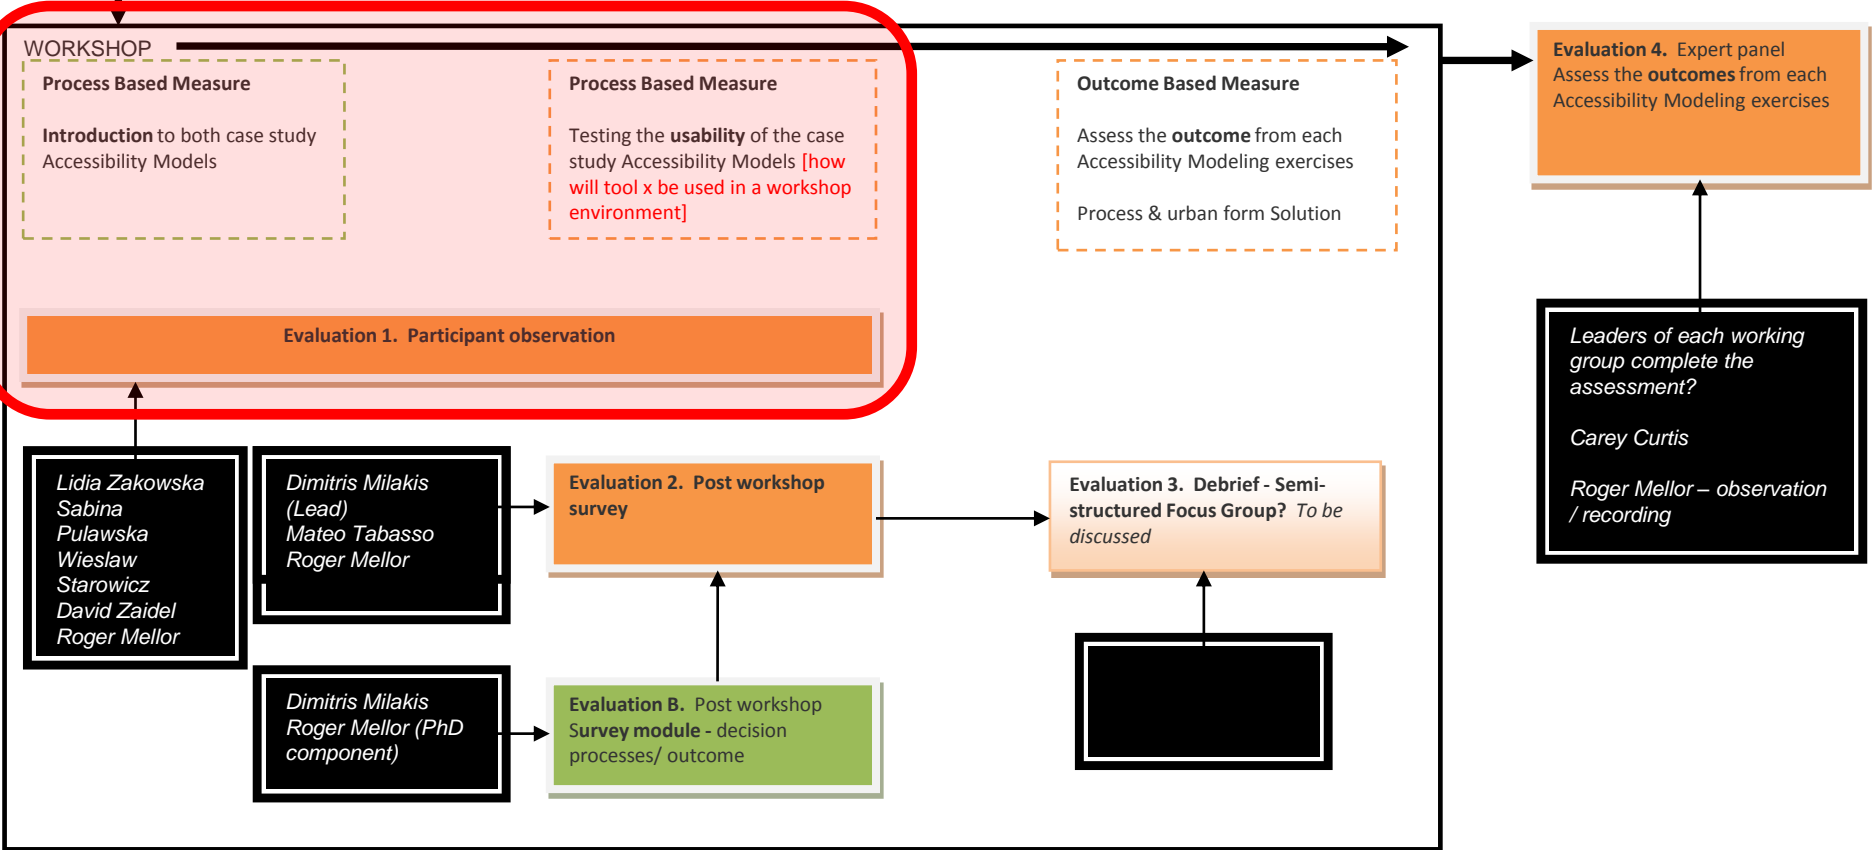 WORKSHOP
Process Based Measure
Introduction to both case study
Accessibility Models
Process Based Measure
Testing the usability of the case
study Accessibility Models [how
will tool x be used in a workshop
environment]
Outcome Based Measure
Assess the outcome from each
Accessibility Modeling exercises
Process & urban form Solution
Evaluation 4. Expert panel
Assess the outcomes from each
Accessibility Modeling exercises
Evaluation 1. Participant observation
Leaders of each working
group complete the
assessment?
Carey Curtis
Roger Mellor – observation
/ recording
Lidia Zakowska
Sabina
Pulawska
Wieslaw
Starowicz
David Zaidel
Roger Mellor
Dimitris Milakis
(Lead)
Mateo Tabasso
Roger Mellor
Evaluation 2. Post workshop
survey
Evaluation 3. Debrief - Semi-
structured Focus Group? To be
discussed
Dimitris Milakis
Roger Mellor (PhD
component)
Evaluation B. Post workshop
Survey module - decision
processes/ outcome